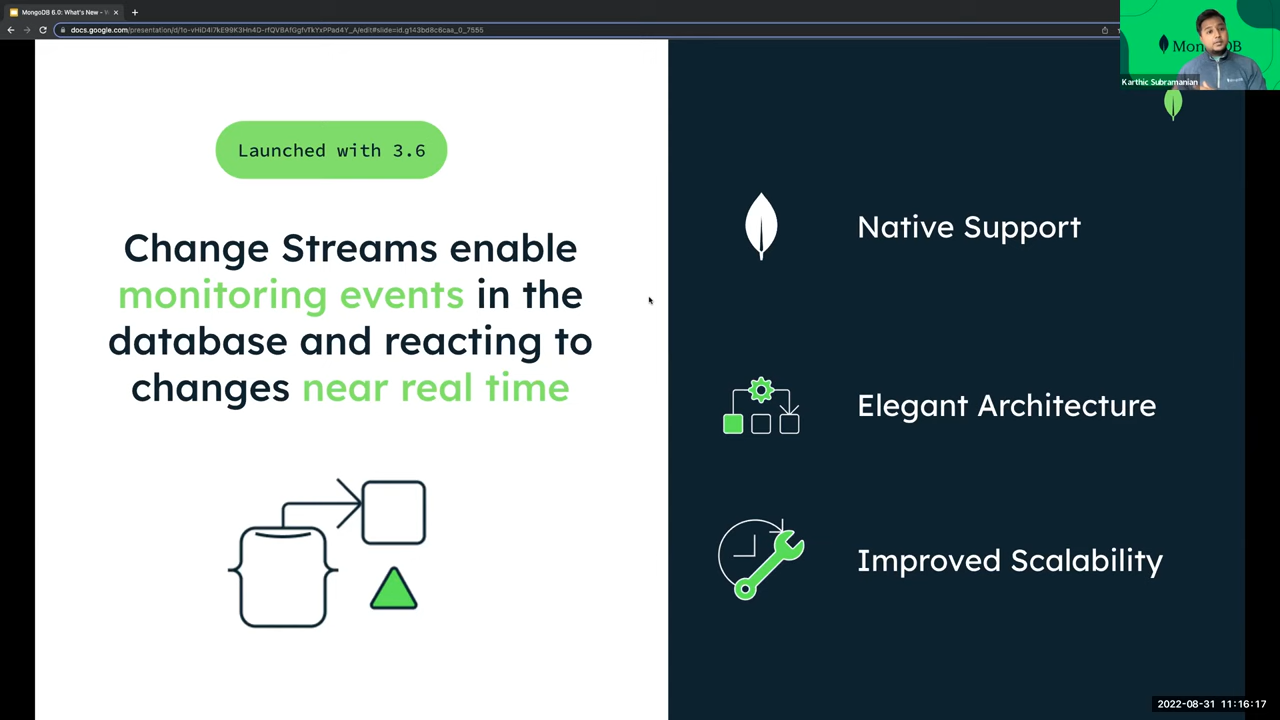 MongoDB 6.0: What's New - V
docs.google.com/presentation/d/1o-vHiD4I7kE99K3Hn4D-rfQVBAfGgfvTkYxPPad4Y_A/edit#slide=id.g143bd8c6caa_0_7555
MongoDB
Karthic Subramanian
Launched with 3.6
Change Streams enable
monitoring events in the
database and reacting to
changes near real time
Native Support
Elegant Architecture
Improved Scalability
2022-08-31 11:16:17